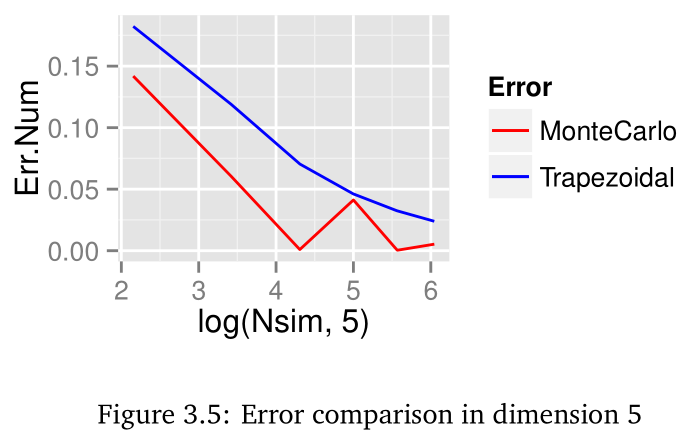 Err.Num
0.15
0.10
0.05
0.00
2 3 4 5 6
log(Nsim, 5)
Error
MonteCarlo
Trapezoidal
Figure 3.5: Error comparison in dimension 5